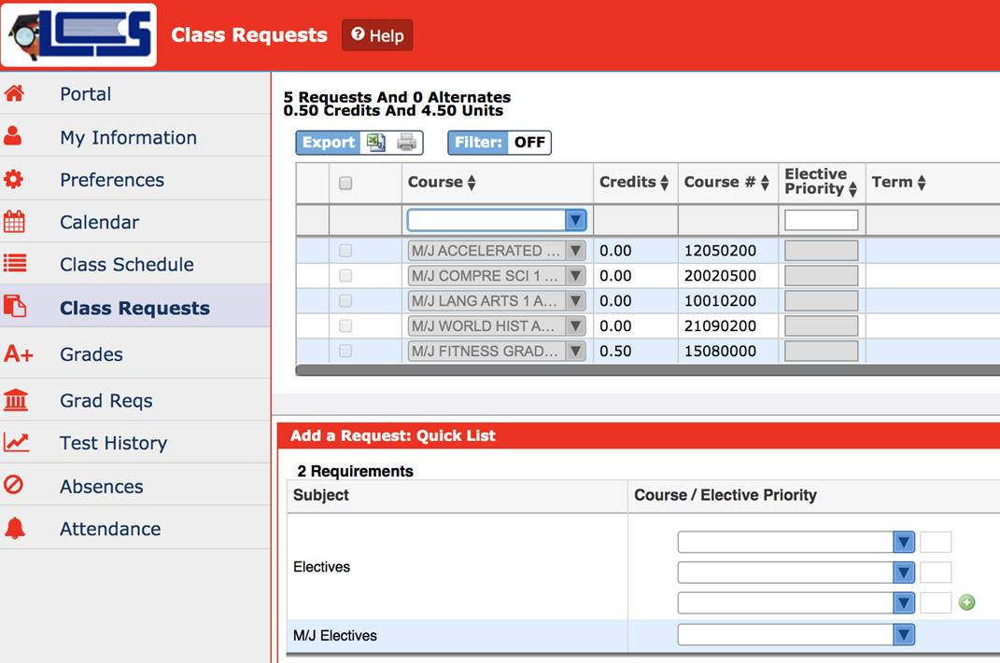 LCCS
Class Requests
Help
Portal
My Information
Preferences
Calendar
Class Schedule
Class Requests
A+ Grades
Grad Reqs
Test History
Absences
Attendance
5 Requests And 0 Alternates
0.50 Credits And 4.50 Units
Export Filter: OFF
Course Credits Course # Elective Priority Term
M/J ACCELERATED ... 0.00 12050200
M/J COMPRE SCI 1 ... 0.00 20020500
M/J LANG ARTS 1 A... 0.00 10010200
M/J WORLD HIST A... 0.00 21090200
M/J FITNESS GRAD... 0.50 15080000
Add a Request: Quick List
2 Requirements
Subject Course / Elective Priority
Electives
M/J Electives